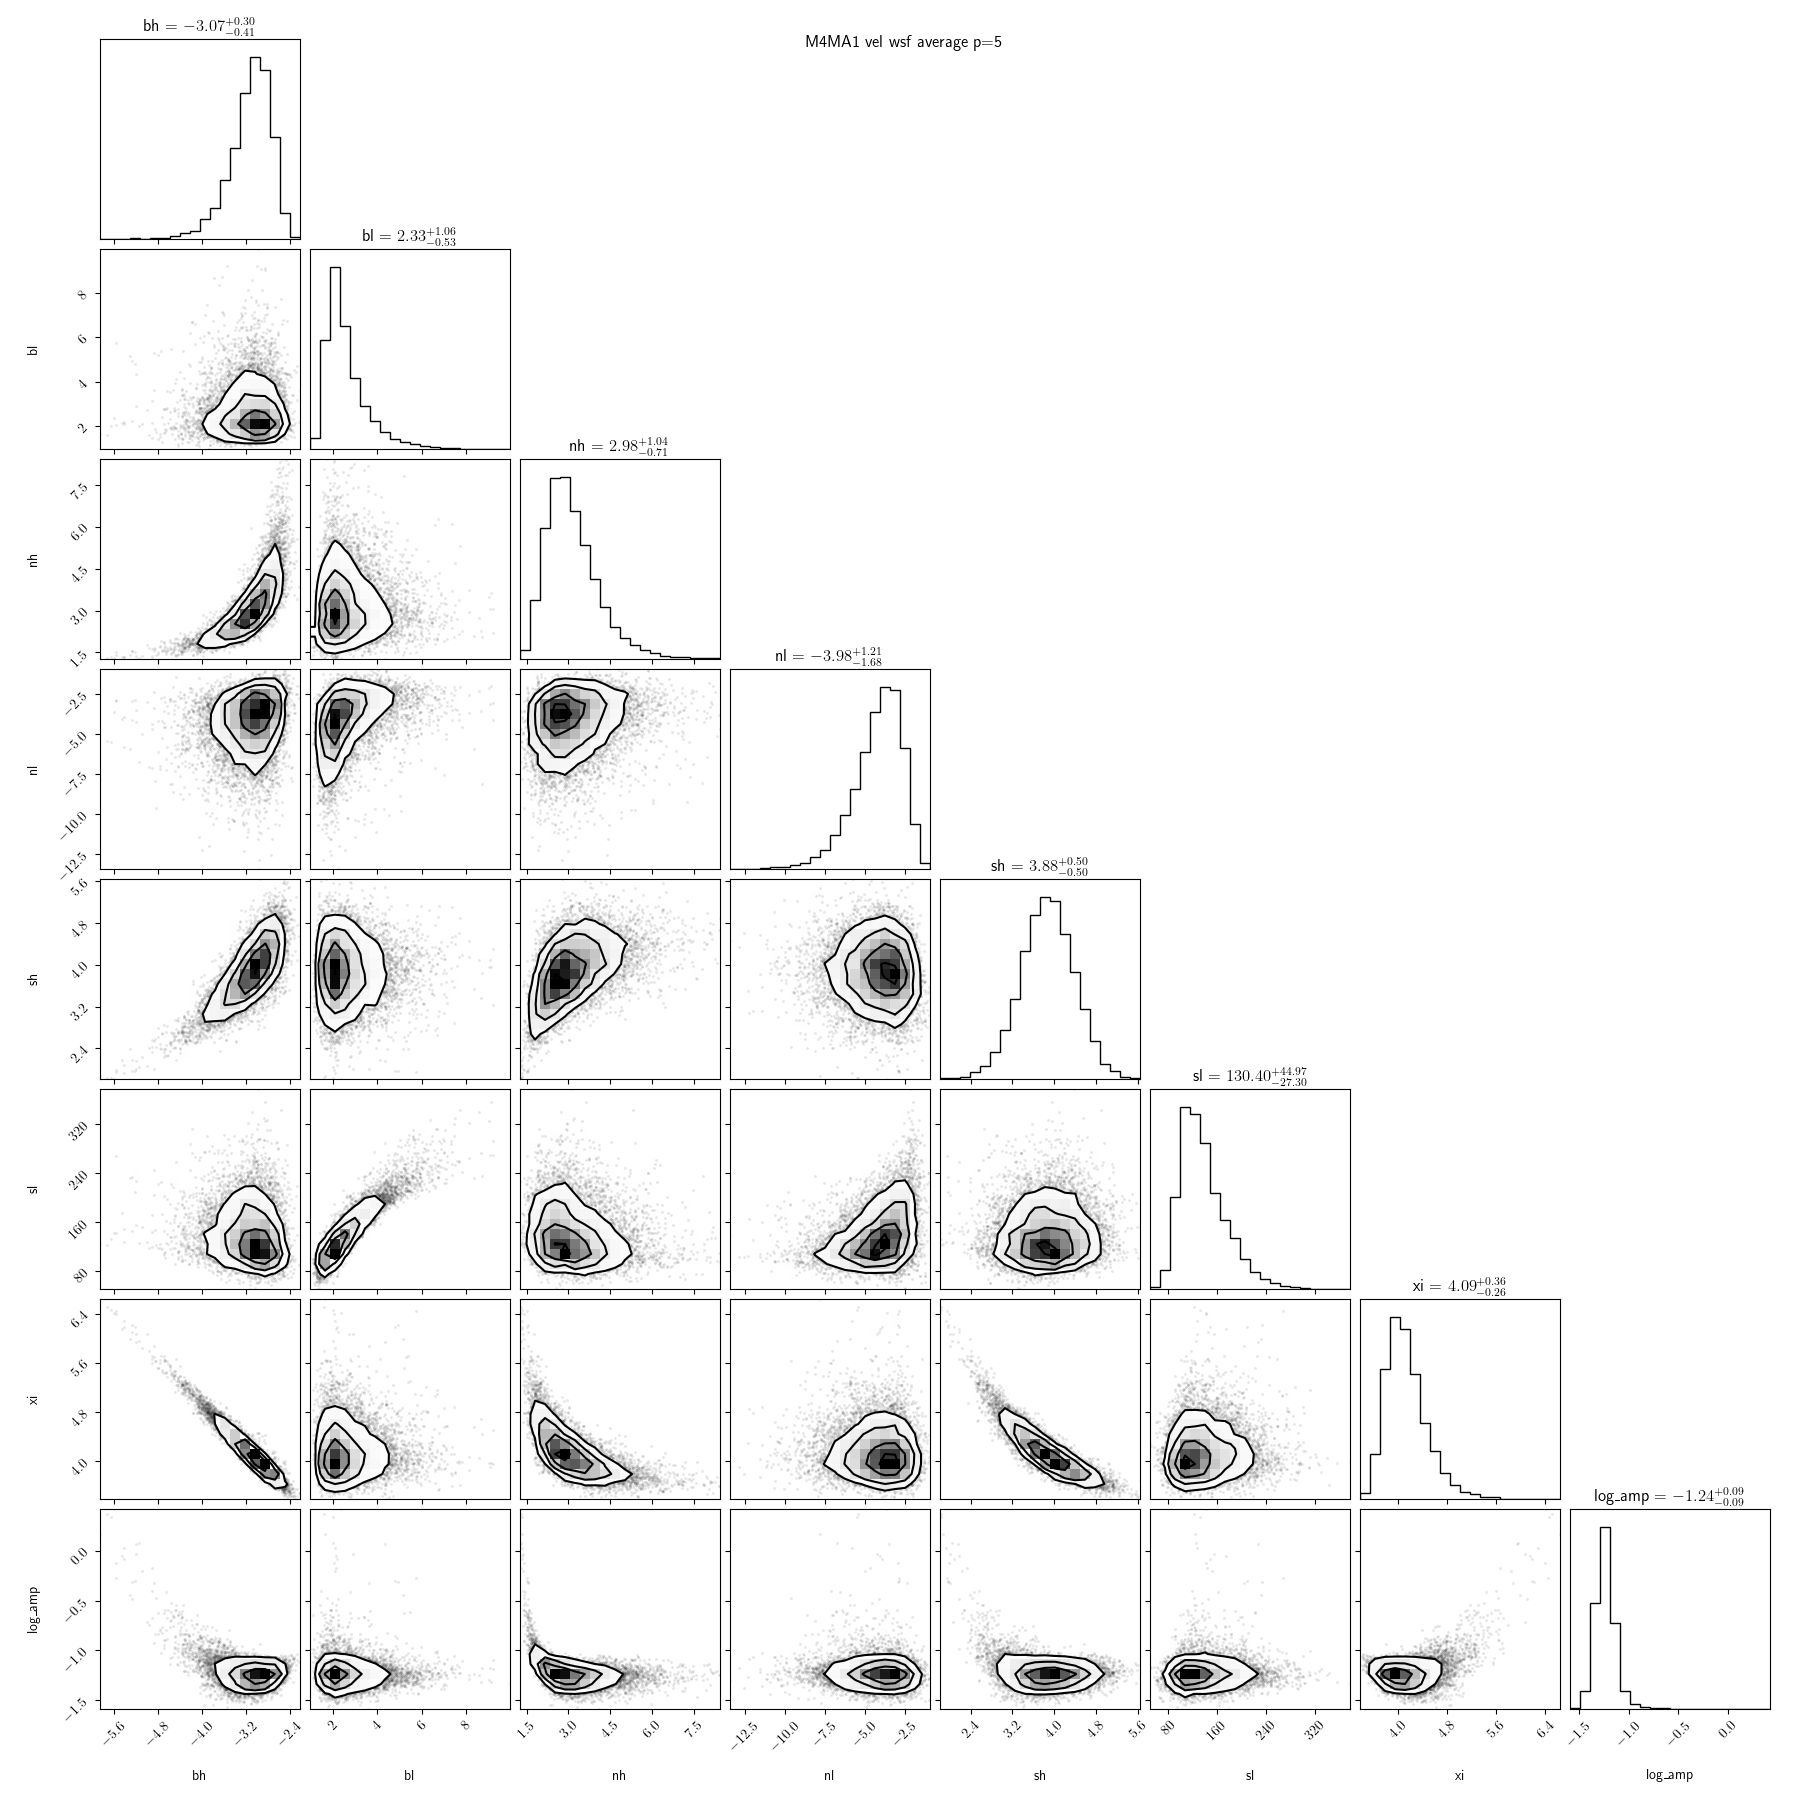 bh = −3.07+0.30−0.41
M4MA1 vel wsf average p=5
bl = 2.33+1.06−0.53
bl
8
6
4
2
nh = 2.98+1.04−0.71
nh
7.5
6.0
4.5
3.0
1.5
nl = −3.98+1.21−1.68
nl
−2.5
−5.0
−7.5
−10.0
−12.5
sh = 3.88+0.50−0.50
sh
5.6
4.8
4.0
3.2
2.4
sl = 130.40+44.97−27.30
sl
320
240
160
80
xi = 4.09+0.36−0.26
xi
6.4
5.6
4.8
4.0
log_amp = −1.24+0.09−0.09
log_amp
0.0
−0.5
−1.0
−1.5
−5.6 −4.8 −4.0 −3.2 −2.4 2 4 6 8 1.5 3.0 4.5 6.0 7.5 −12.5 −10.0 −7.5 −5.0 −2.5 2.4 3.2 4.0 4.8 5.6 80 160 240 320 4.0 4.8 5.6 6.4 −1.5 −1.0 −0.5 0.0
bh bl nh nl sh sl xi log_amp